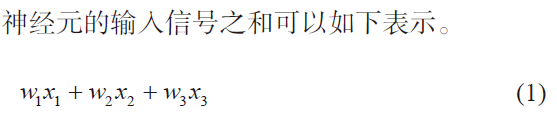 神经元的输入信号之和可以如下表示。
w₁x₁ + w₂x₂ + w₃x₃ (1)